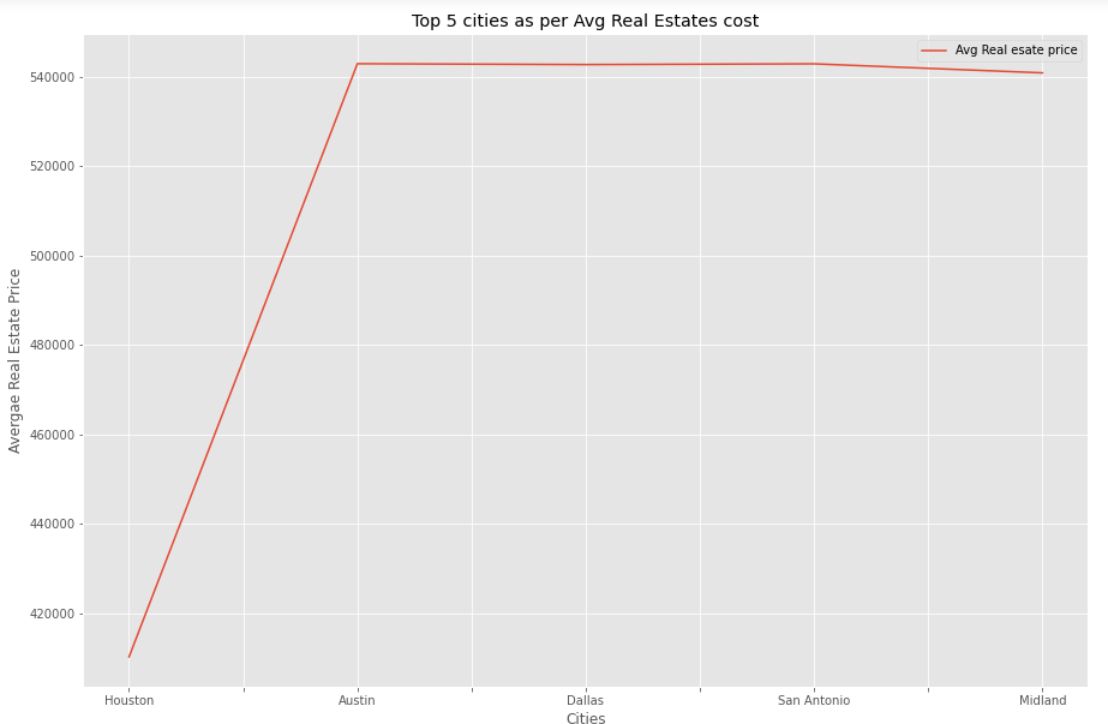 Top 5 cities as per Avg Real Estates cost
Avg Real esate price
Avergae Real Estate Price
540000
520000
500000
480000
460000
440000
420000
Houston Austin Dallas San Antonio Midland
Cities